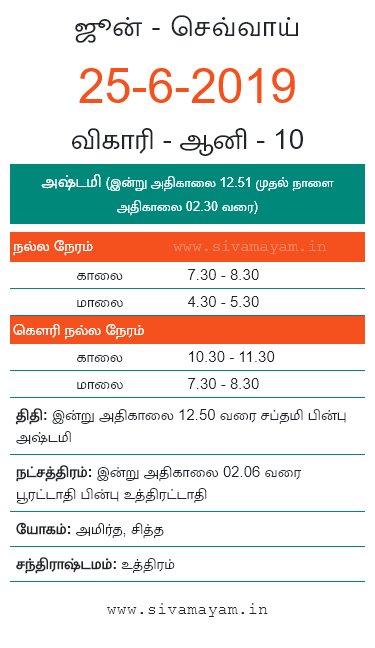 ஜூன் - செவ்வாய்
25-6-2019
விகாரி - ஆனி - 10
அஷ்டமி (இன்று அதிகாலை 12.51 முதல் நாளை
அதிகாலை 02.30 வரை)
நல்ல நேரம் www.sivamayam.in
காலை 7.30 - 8.30
மாலை 4.30 - 5.30
கௌரி நல்ல நேரம்
காலை 10.30 - 11.30
மாலை 7.30 - 8.30
திதி: இன்று அதிகாலை 12.50 வரை சப்தமி பின்பு
அஷ்டமி
நட்சத்திரம்: இன்று அதிகாலை 02.06 வரை
பூரட்டாதி பின்பு உத்திரட்டாதி
யோகம்: அமிர்த, சித்த
சந்திராஷ்டமம்: உத்திரம்
www.sivamayam.in